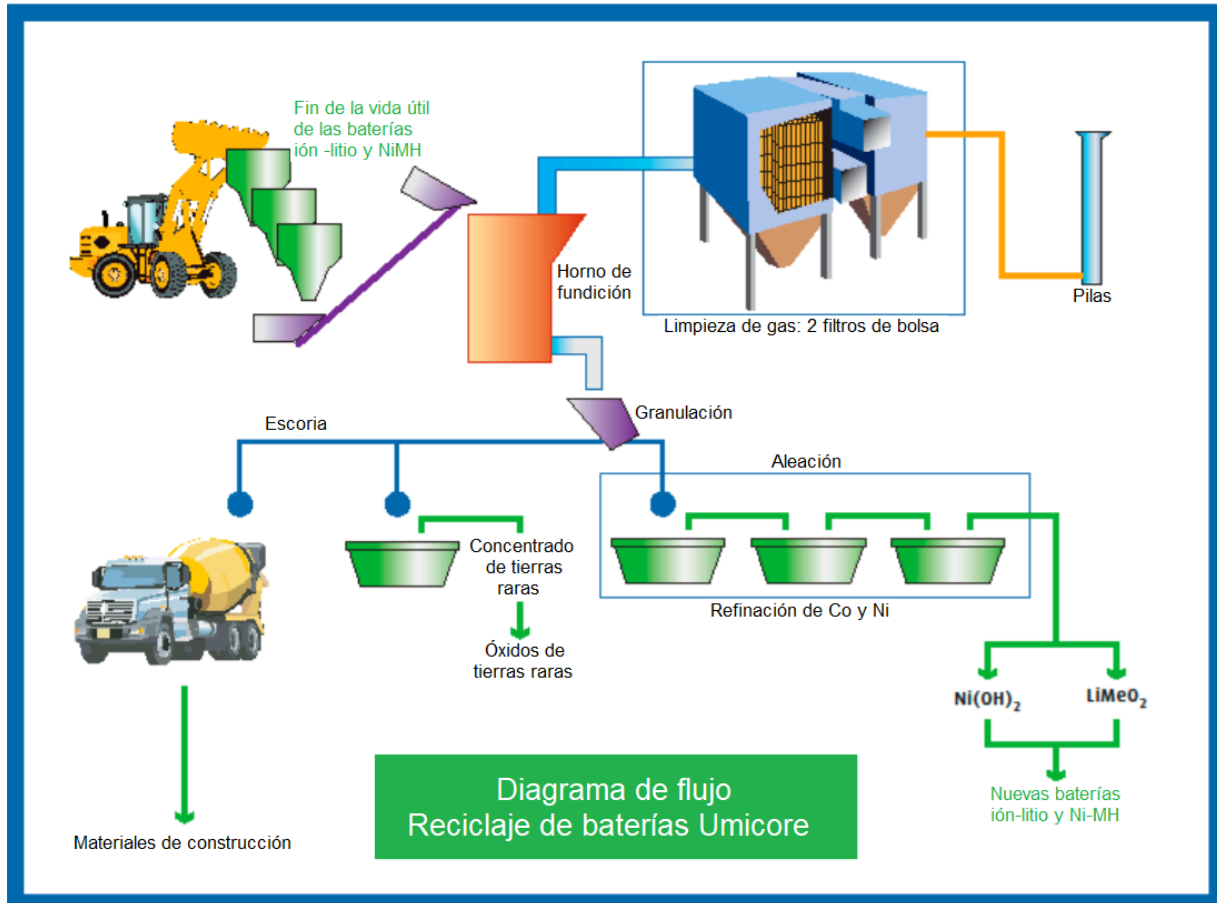 Fin de la vida útil
de las baterías
ión -litio y NiMH
Horno de
fundición
Limpieza de gas: 2 filtros de bolsa
Pilas
Granulación
Escoria
Aleación
Concentrado
de tierras
raras
Óxidos de
tierras raras
Refinación de Co y Ni
Ni(OH)₂
LiMeO₂
Nuevas baterías
ión-litio y Ni-MH
Materiales de construcción
Diagrama de flujo
Reciclaje de baterías Umicore